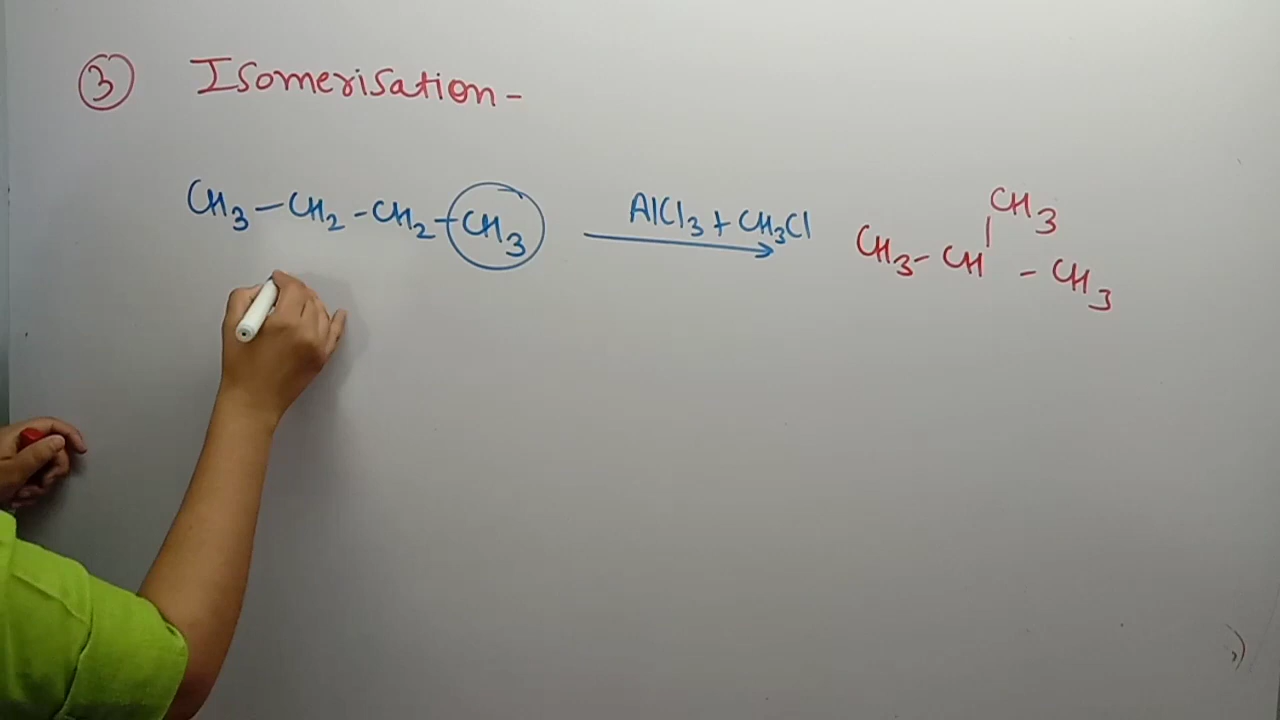 ③ Isomerisation -
CH₃ - CH₂ - CH₂ - CH₃ AlCl₃ + CH₃Cl → CH₃ - CH - CH₃
CH₃